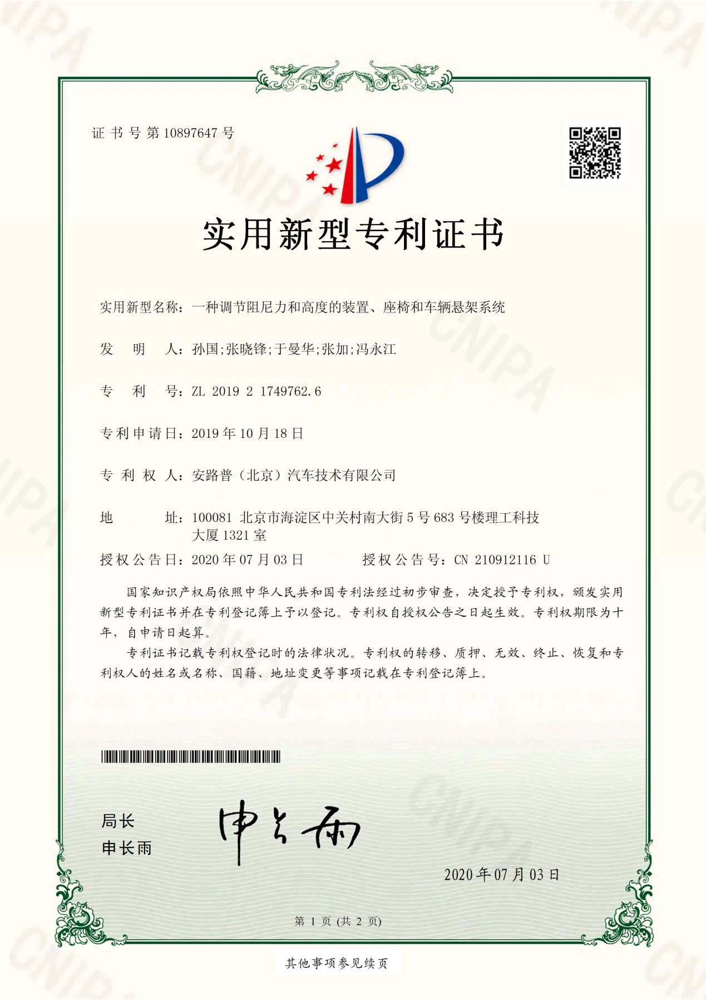 证书号第10897647号
实用新型专利证书
实用新型名称：一种调节阻尼力和高度的装置、座椅和车辆悬架系统
发明人：孙国;张晓锋;于曼华;张加;冯永江
专利号：ZL 2019 2 1749762.6
专利申请日：2019年10月18日
专利权人：安路普（北京）汽车技术有限公司
地址：100081 北京市海淀区中关村南大街5号683号楼理工科技
大厦1321室
授权公告日：2020年07月03日 授权公告号：CN 210912116 U
国家知识产权局依照中华人民共和国专利法经过初步审查，决定授予专利权，颁发实用
新型专利证书并在专利登记簿上予以登记。专利权自授权公告之日起生效。专利权期限为十
年，自申请日起算。
专利证书记载专利权登记时的法律状况。专利权的转移、质押、无效、终止、恢复和专
利权人的姓名或名称、国籍、地址变更等事项记载在专利登记簿上。
局长
申长雨
申长雨
2020年07月03日
第 1 页 (共 2 页)
其他事项参见续页
CNIPA
CNIPA
CNIPA
CNIPA
CNIPA
CNIPA